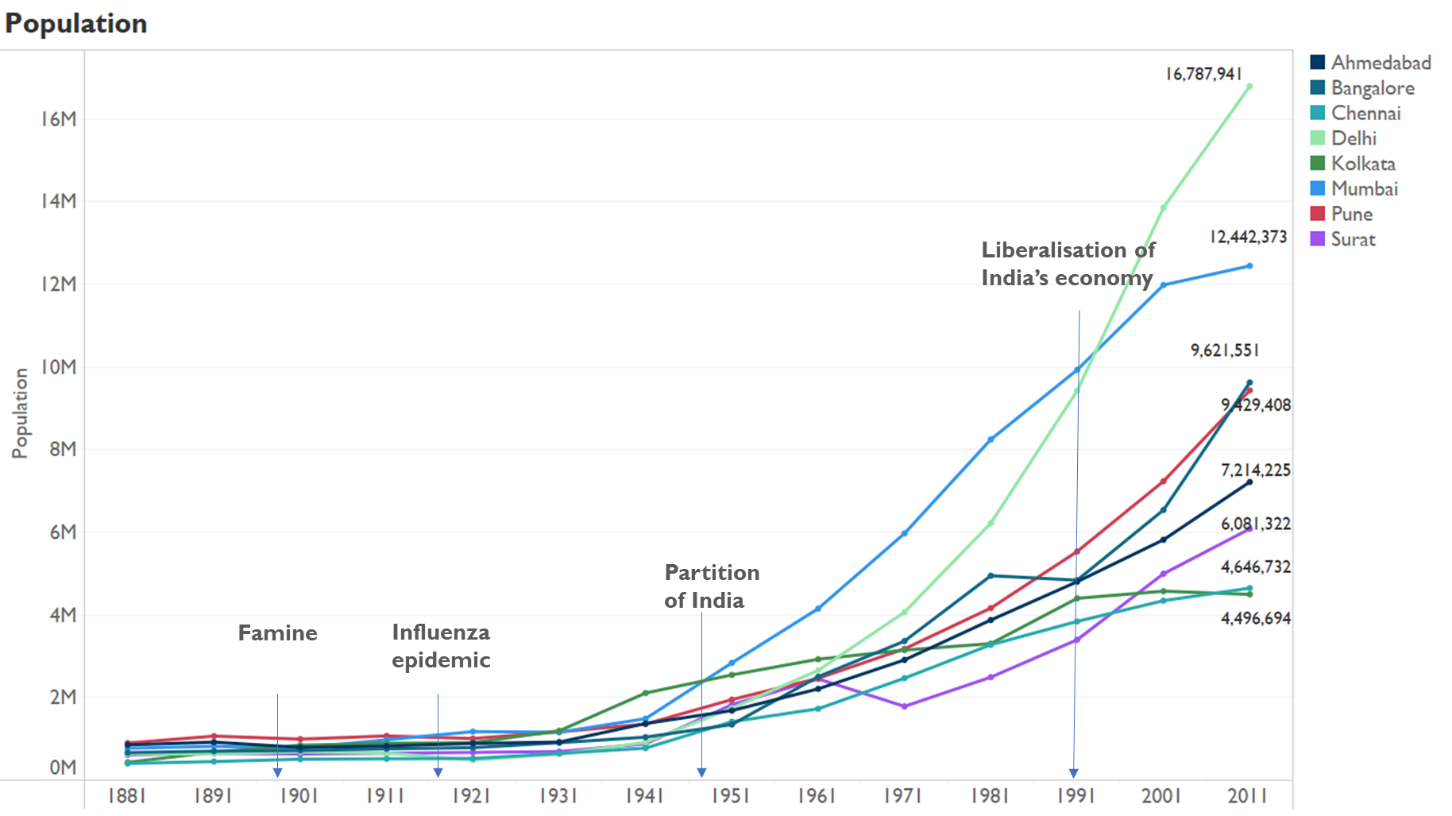 Population
16M
14M
12M
10M
8M
6M
4M
2M
0M
Population
1881
1891
1901
1911
1921
1931
1941
1951
1961
1971
1981
1991
2001
2011
Famine
Influenza
epidemic
Partition
of India
Liberalisation of
India's economy
16,787,941
12,442,373
9,621,551
9,429,408
7,214,225
6,081,322
4,646,732
4,496,694
Ahmedabad
Bangalore
Chennai
Delhi
Kolkata
Mumbai
Pune
Surat